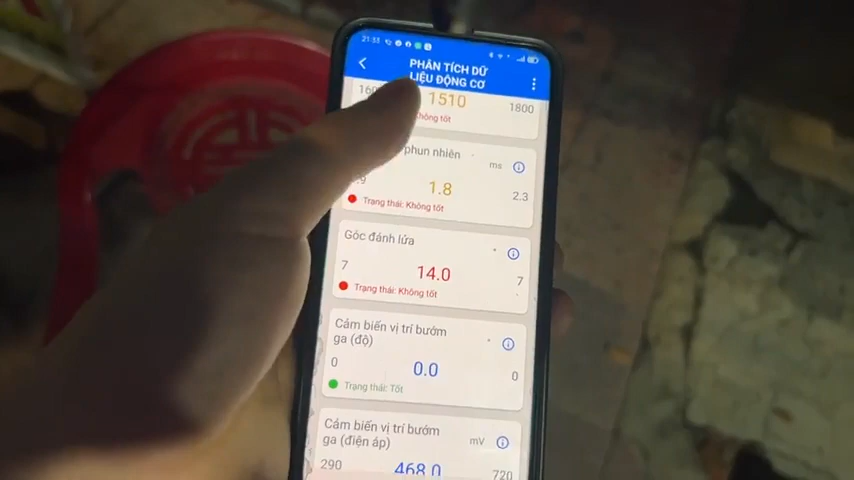 21:33
PHÂN TÍCH DỮ
LIỆU ĐỘNG CƠ
1510
1800
Không tốt
phun nhiên
ms
1.8
2.3
Trạng thái: Không tốt
Góc đánh lửa
°
7
14.0
7
Trạng thái: Không tốt
Cảm biến vị trí bướm
ga (độ)
°
0
0.0
0
Trạng thái: Tốt
Cảm biến vị trí bướm
ga (điện áp)
mV
290
468.0
720